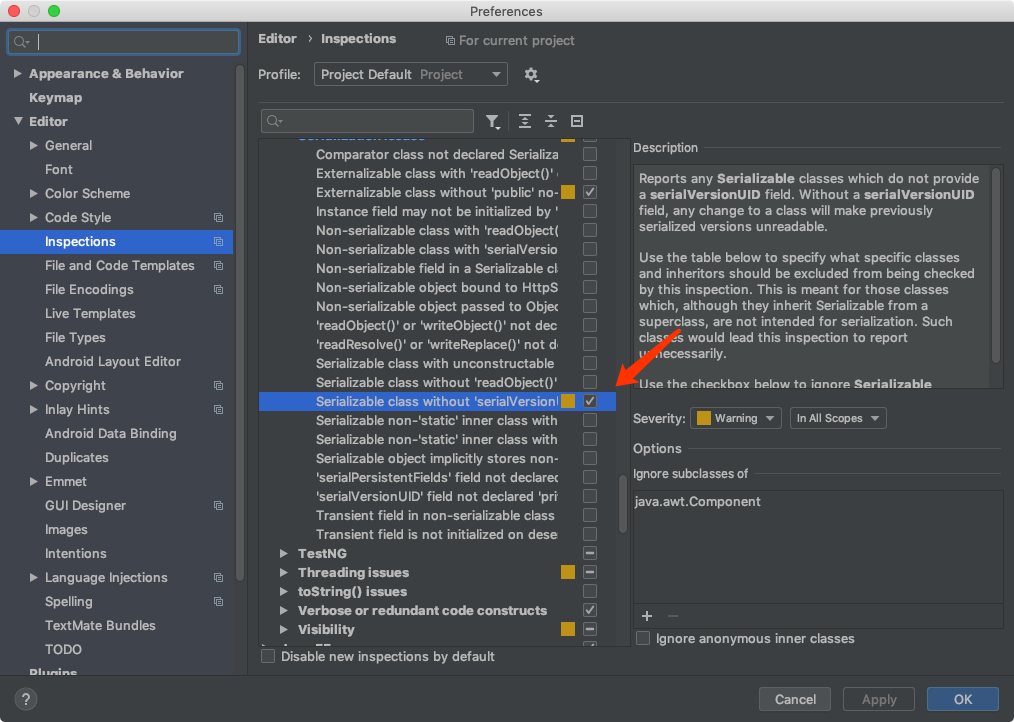 Preferences
Appearance & Behavior
Keymap
Editor
General
Font
Color Scheme
Code Style
Inspections
File and Code Templates
File Encodings
Live Templates
File Types
Android Layout Editor
Copyright
Inlay Hints
Android Data Binding
Duplicates
Emmet
GUI Designer
Images
Intentions
Language Injections
Spelling
TextMate Bundles
TODO
Plugins
Editor › Inspections For current project
Profile: Project Default Project
Comparator class not declared Serializa
Externalizable class with 'readObject()'
Externalizable class without 'public' no-
Instance field may not be initialized by '
Non-serializable class with 'readObject(
Non-serializable class with 'serialVersio
Non-serializable field in a Serializable cl
Non-serializable object bound to HttpS
Non-serializable object passed to Objec
'readObject()' or 'writeObject()' not dec
'readResolve()' or 'writeReplace()' not d
Serializable class with unconstructable
Serializable class without 'readObject()'
Serializable class without 'serialVersionU
Serializable non-'static' inner class with
Serializable non-'static' inner class with
Serializable object implicitly stores non-
'serialPersistentFields' field not declared
'serialVersionUID' field not declared 'pri
Transient field in non-serializable class
Transient field is not initialized on dese
TestNG
Threading issues
toString() issues
Verbose or redundant code constructs
Visibility
Disable new inspections by default
Description
Reports any Serializable classes which do not provide
a serialVersionUID field. Without a serialVersionUID
field, any change to a class will make previously
serialized versions unreadable.
Use the table below to specify what specific classes
and inheritors should be excluded from being checked
by this inspection. This is meant for those classes
which, although they inherit Serializable from a
superclass, are not intended for serialization. Such
classes would lead this inspection to report
unnecessarily.
Use the checkbox below to ignore Serializable
Severity: Warning In All Scopes
Options
Ignore subclasses of
java.awt.Component
Ignore anonymous inner classes
? Cancel Apply OK